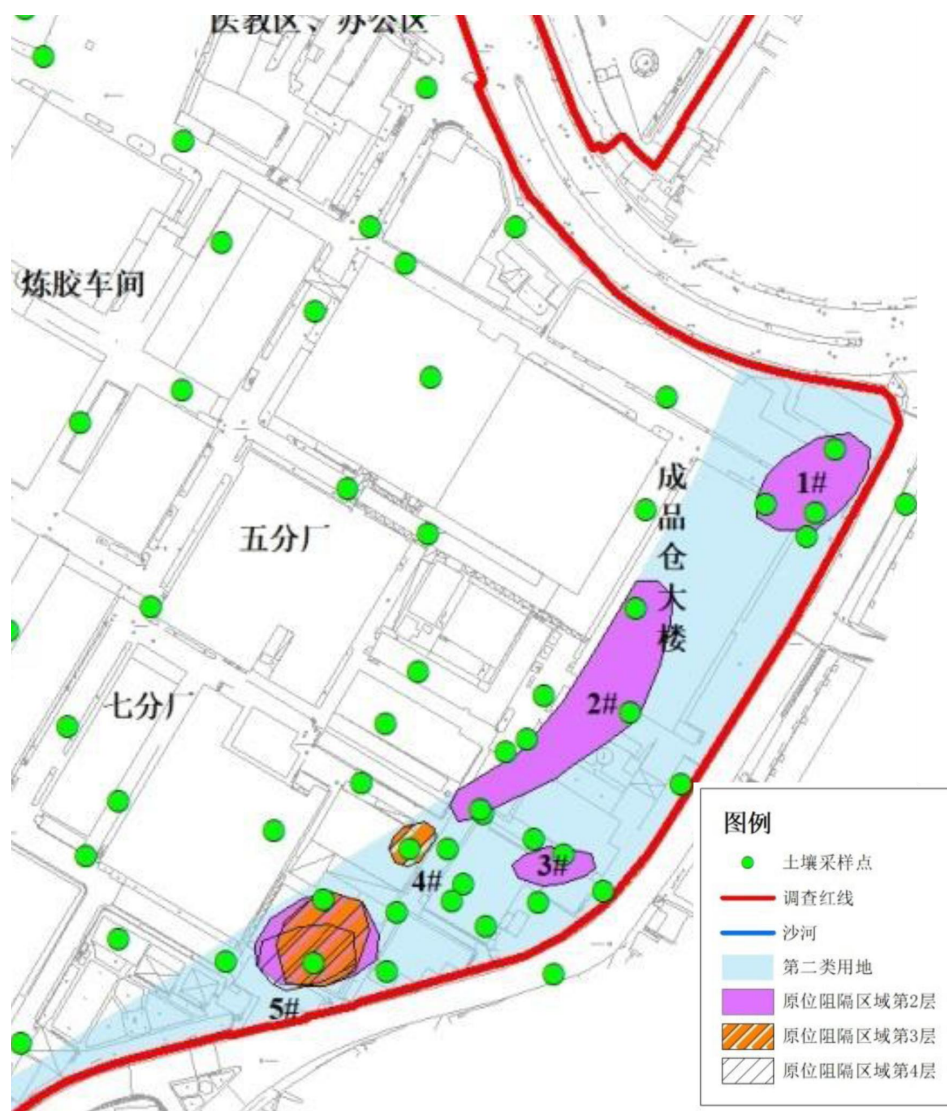 医教区、办公区
炼胶车间
1#
成品仓大楼
五分厂
2#
七分厂
3#
4#
5#
图例
土壤采样点
调查红线
沙河
第二类用地
原位阻隔区域第2层
原位阻隔区域第3层
原位阻隔区域第4层